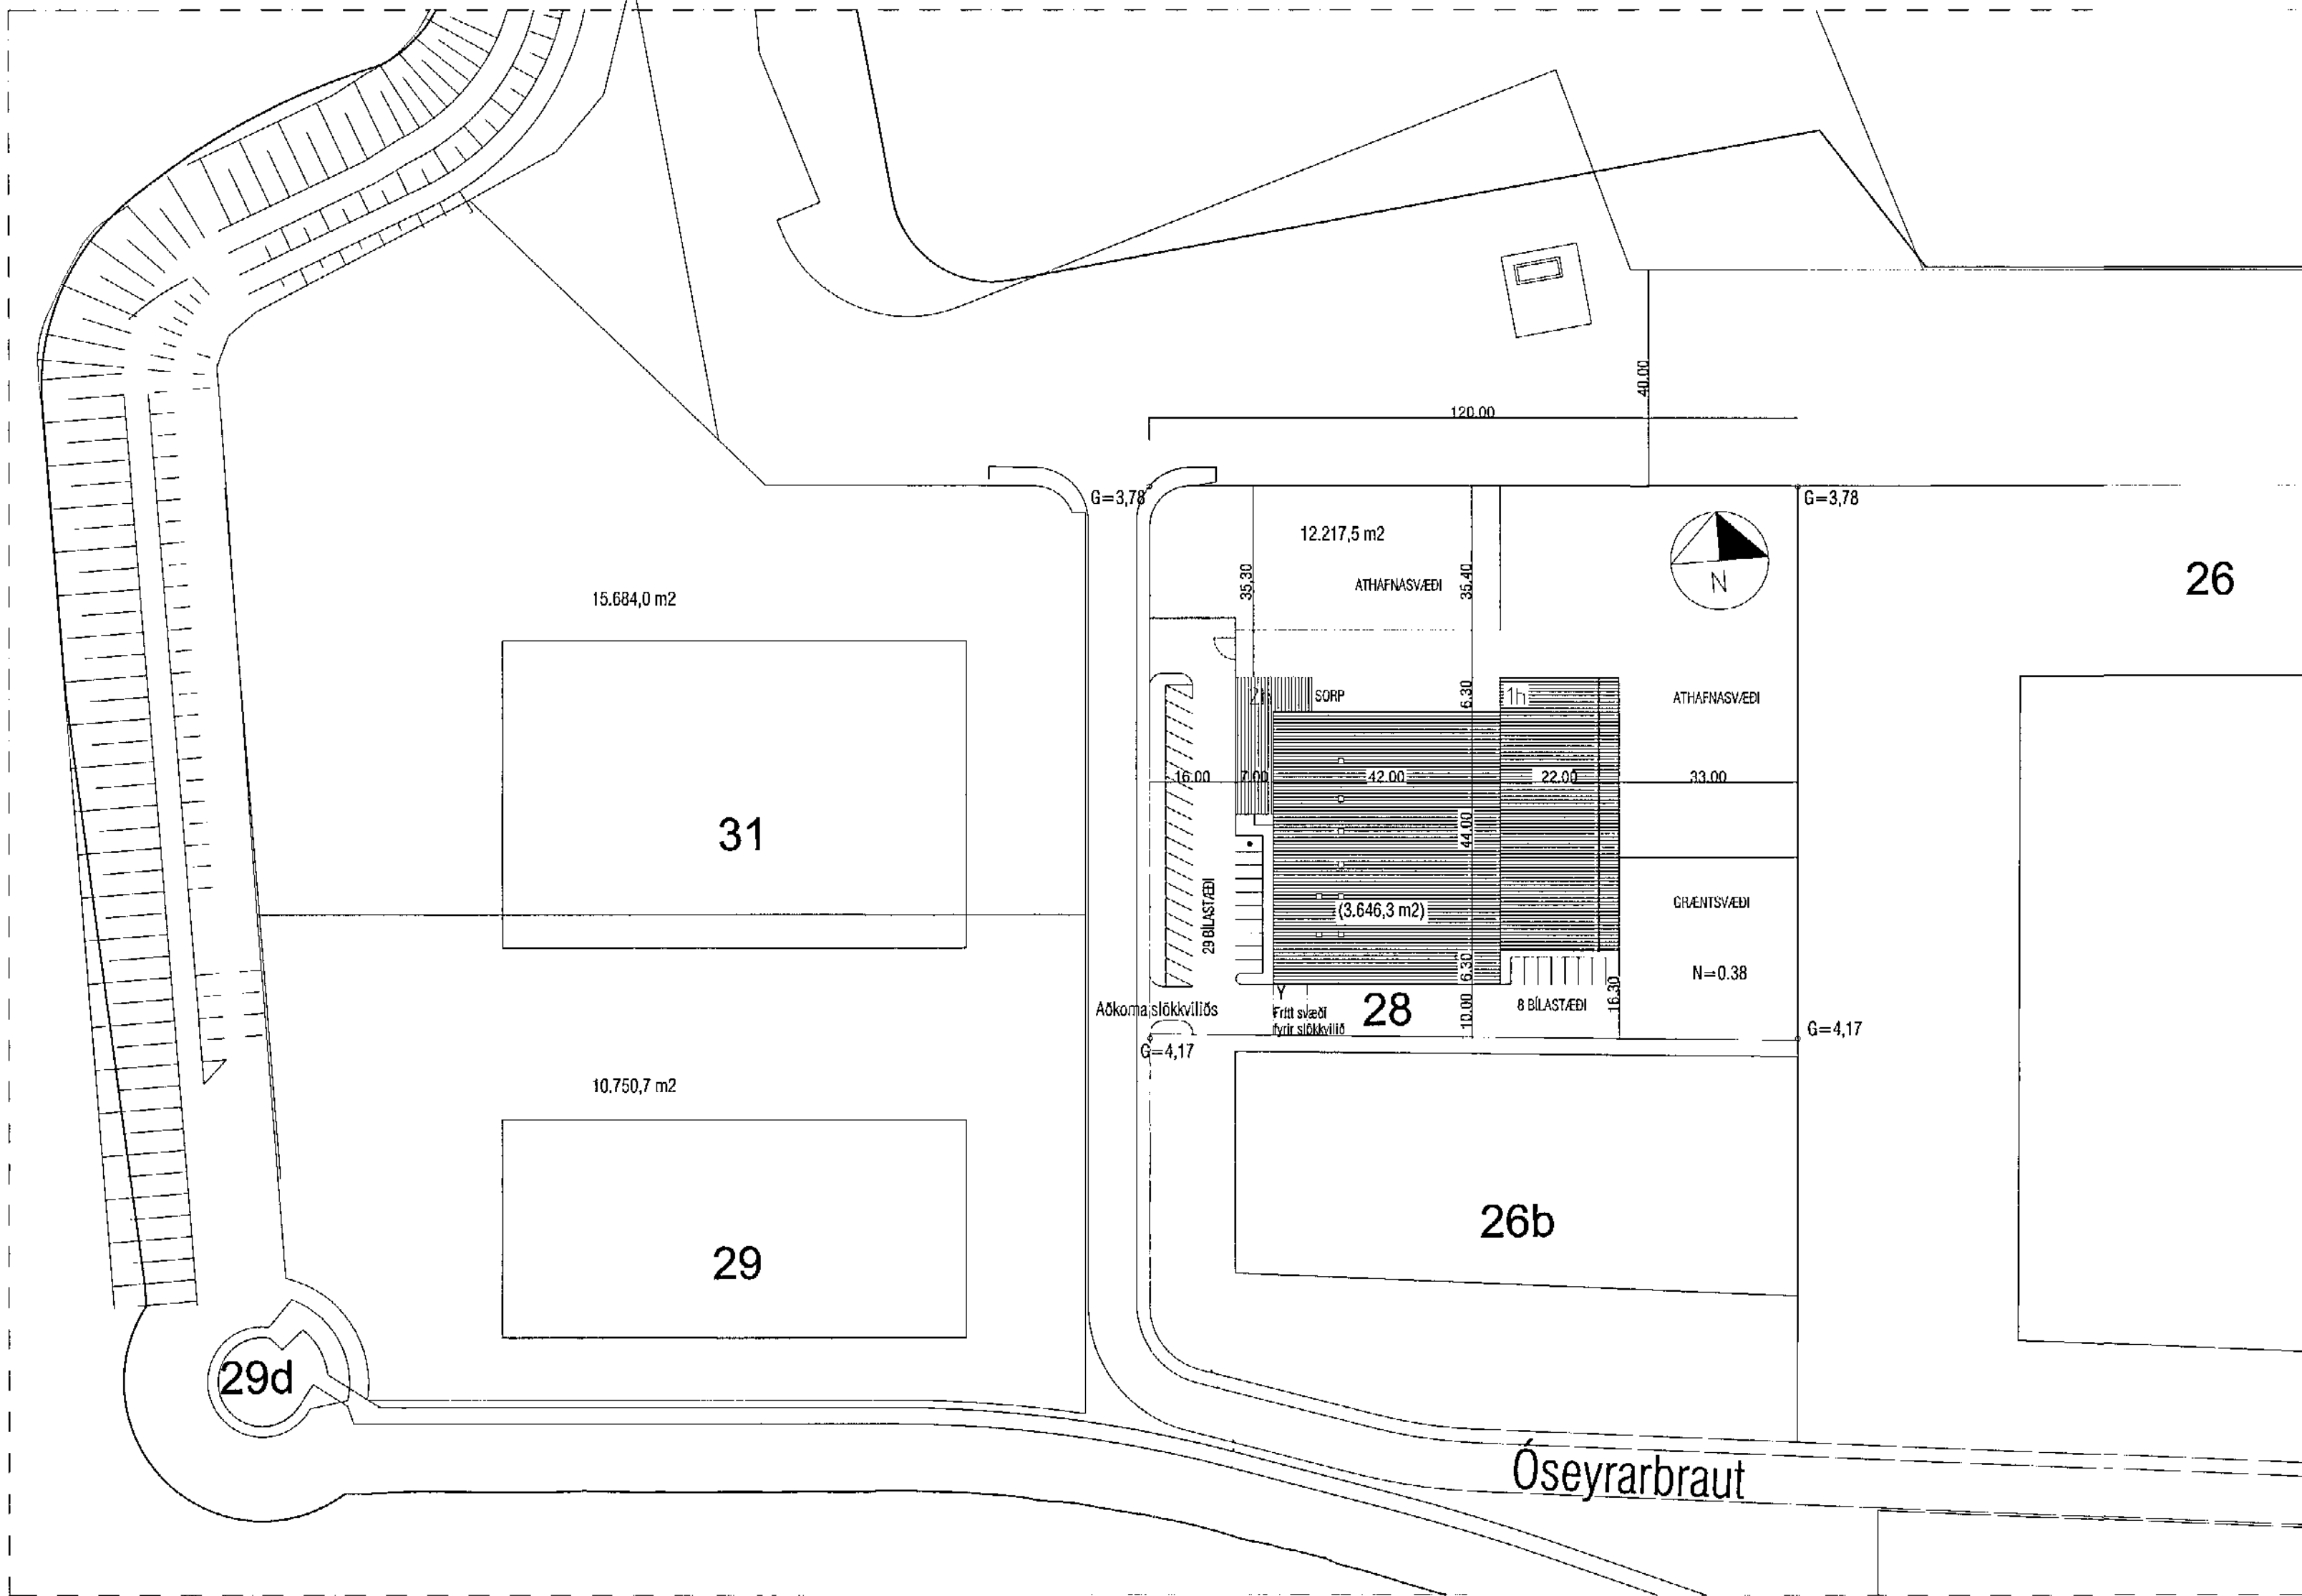 40.00
120.00
G=3,78
G=3,78
12.217,5 m2
26
35,30
ATHAFNASVÆÐI
35.40
N
15.684,0 m2
SORP
6.30
1h
ATHAFNASVÆÐI
16.00
7.00
42.00
22.00
33.00
31
44.00
29 BÍLASTÆÐI
(3.646,3 m2)
GRÆNTSVÆÐI
6.30
N=0.38
Aðkoma slökkviliðs
Y
Frítt svæði
fyrir slökkvilið
28
10.00
8 BÍLASTÆÐI
16.30
G=4,17
G=4,17
10.750,7 m2
26b
29
29d
Óseyrarbraut